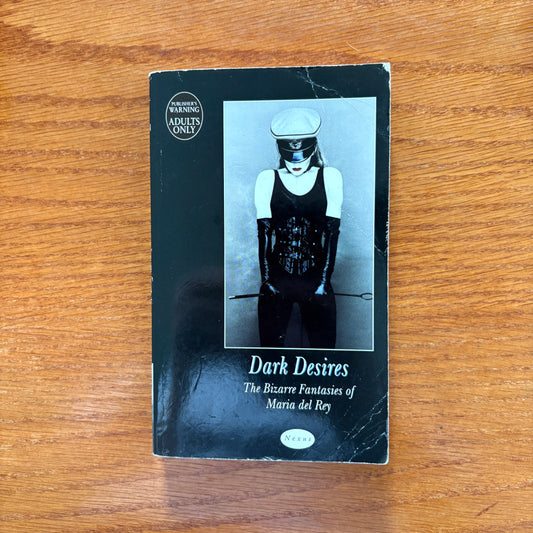 PUBLISHER'S
WARNING
ADULTS
ONLY
Dark Desires
The Bizarre Fantasies of
Maria del Rey
Nexus